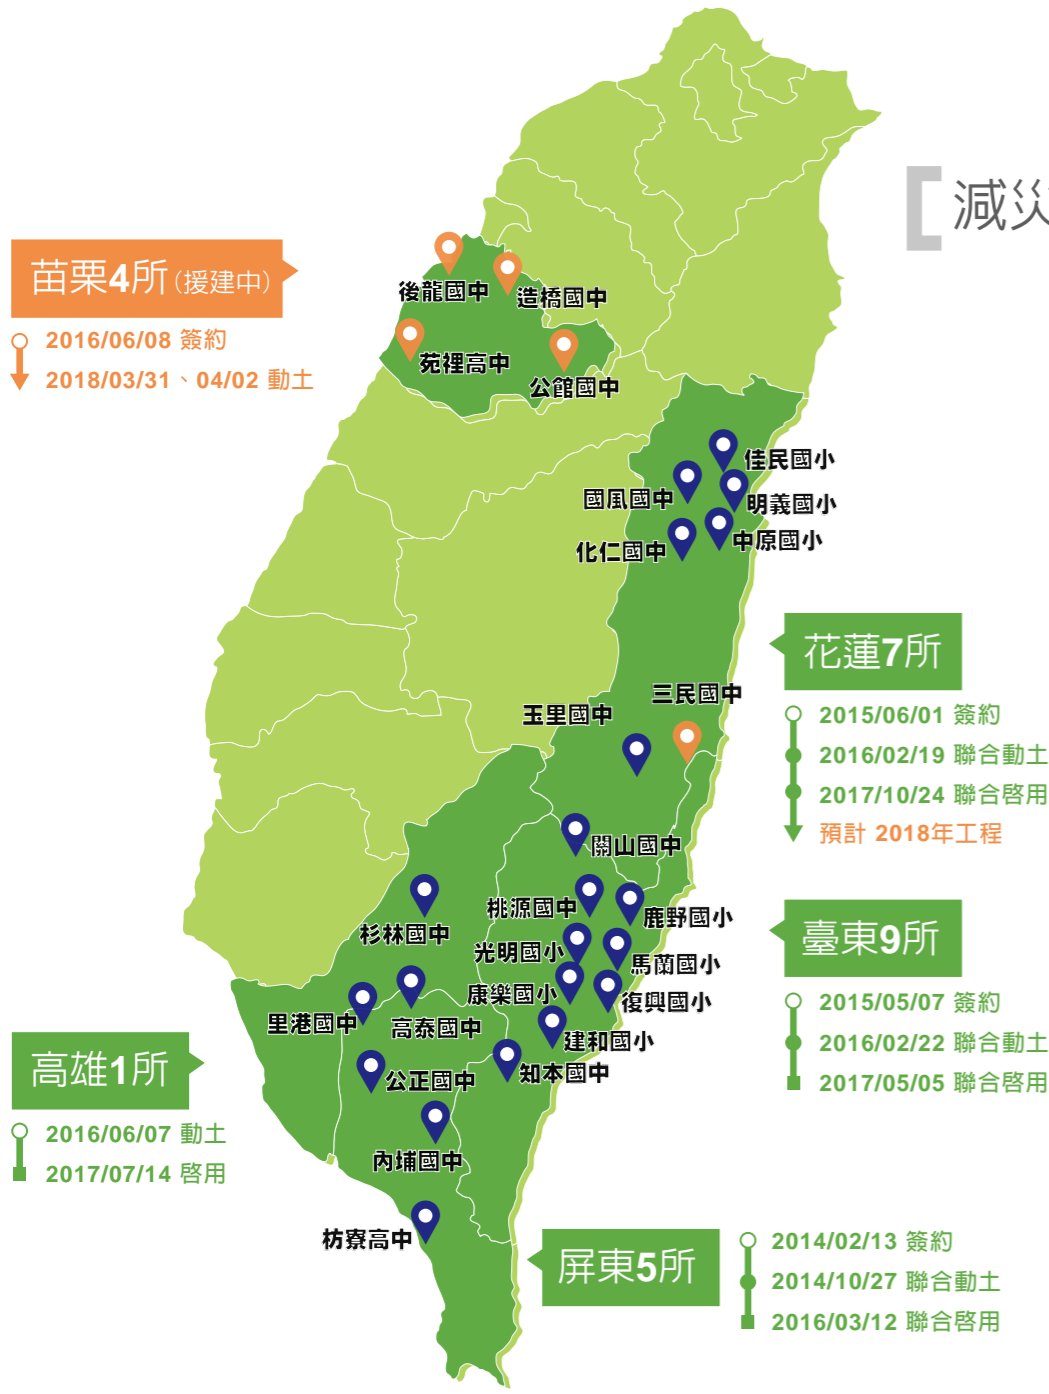 減災
苗栗4所(援建中)
2016/06/08 簽約
2018/03/31、04/02 動土
後龍國中
造橋國中
苑裡高中
公館國中
佳民國小
國風國中
明義國小
中原國小
化仁國中
花蓮7所
2015/06/01 簽約
2016/02/19 聯合動土
2017/10/24 聯合啓用
預計 2018年工程
三民國中
玉里國中
關山國中
桃源國中
鹿野國小
杉林國中
光明國小
馬蘭國小
康樂國小
復興國小
里港國中
高泰國中
建和國小
知本國中
公正國中
內埔國中
枋寮高中
臺東9所
2015/05/07 簽約
2016/02/22 聯合動土
2017/05/05 聯合啓用
高雄1所
2016/06/07 動土
2017/07/14 啓用
屏東5所
2014/02/13 簽約
2014/10/27 聯合動土
2016/03/12 聯合啓用